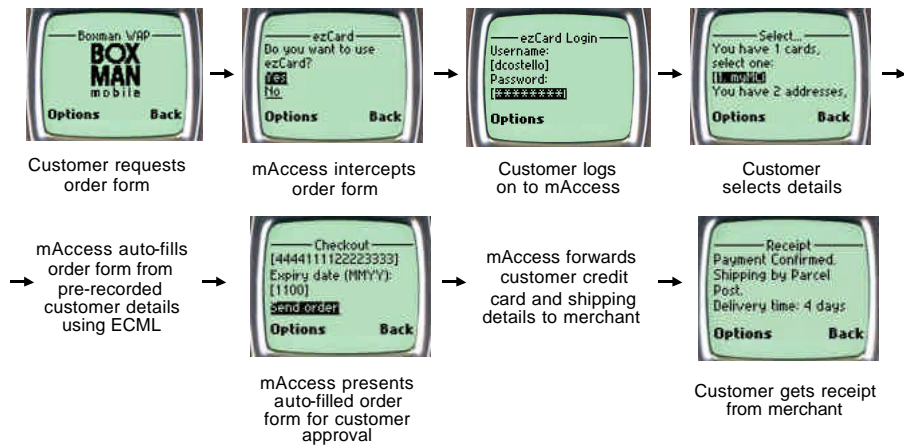 Boxman WAP
BOX
MAN
mobile
Options Back
Customer requests
order form
ezCard
Do you want to use
ezCard?
Yes
No
Options Back
mAccess intercepts
order form
ezCard Login
Username:
[dcostello]
Password:
[********]
Options
Customer logs
on to mAccess
Select...
You have 1 cards,
select one:
[1. myMC]
You have 2 addresses,
Options Back
Customer
selects details
mAccess auto-fills
order form from
pre-recorded
customer details
using ECML
Checkout
[4444111122223333]
Expiry date (MMYY):
[1100]
Send order
Options Back
mAccess presents
auto-filled order
form for customer
approval
mAccess forwards
customer credit
card and shipping
details to merchant
Receipt
Payment Confirmed.
Shipping by Parcel
Post.
Delivery time: 4 days
Options Back
Customer gets receipt
from merchant